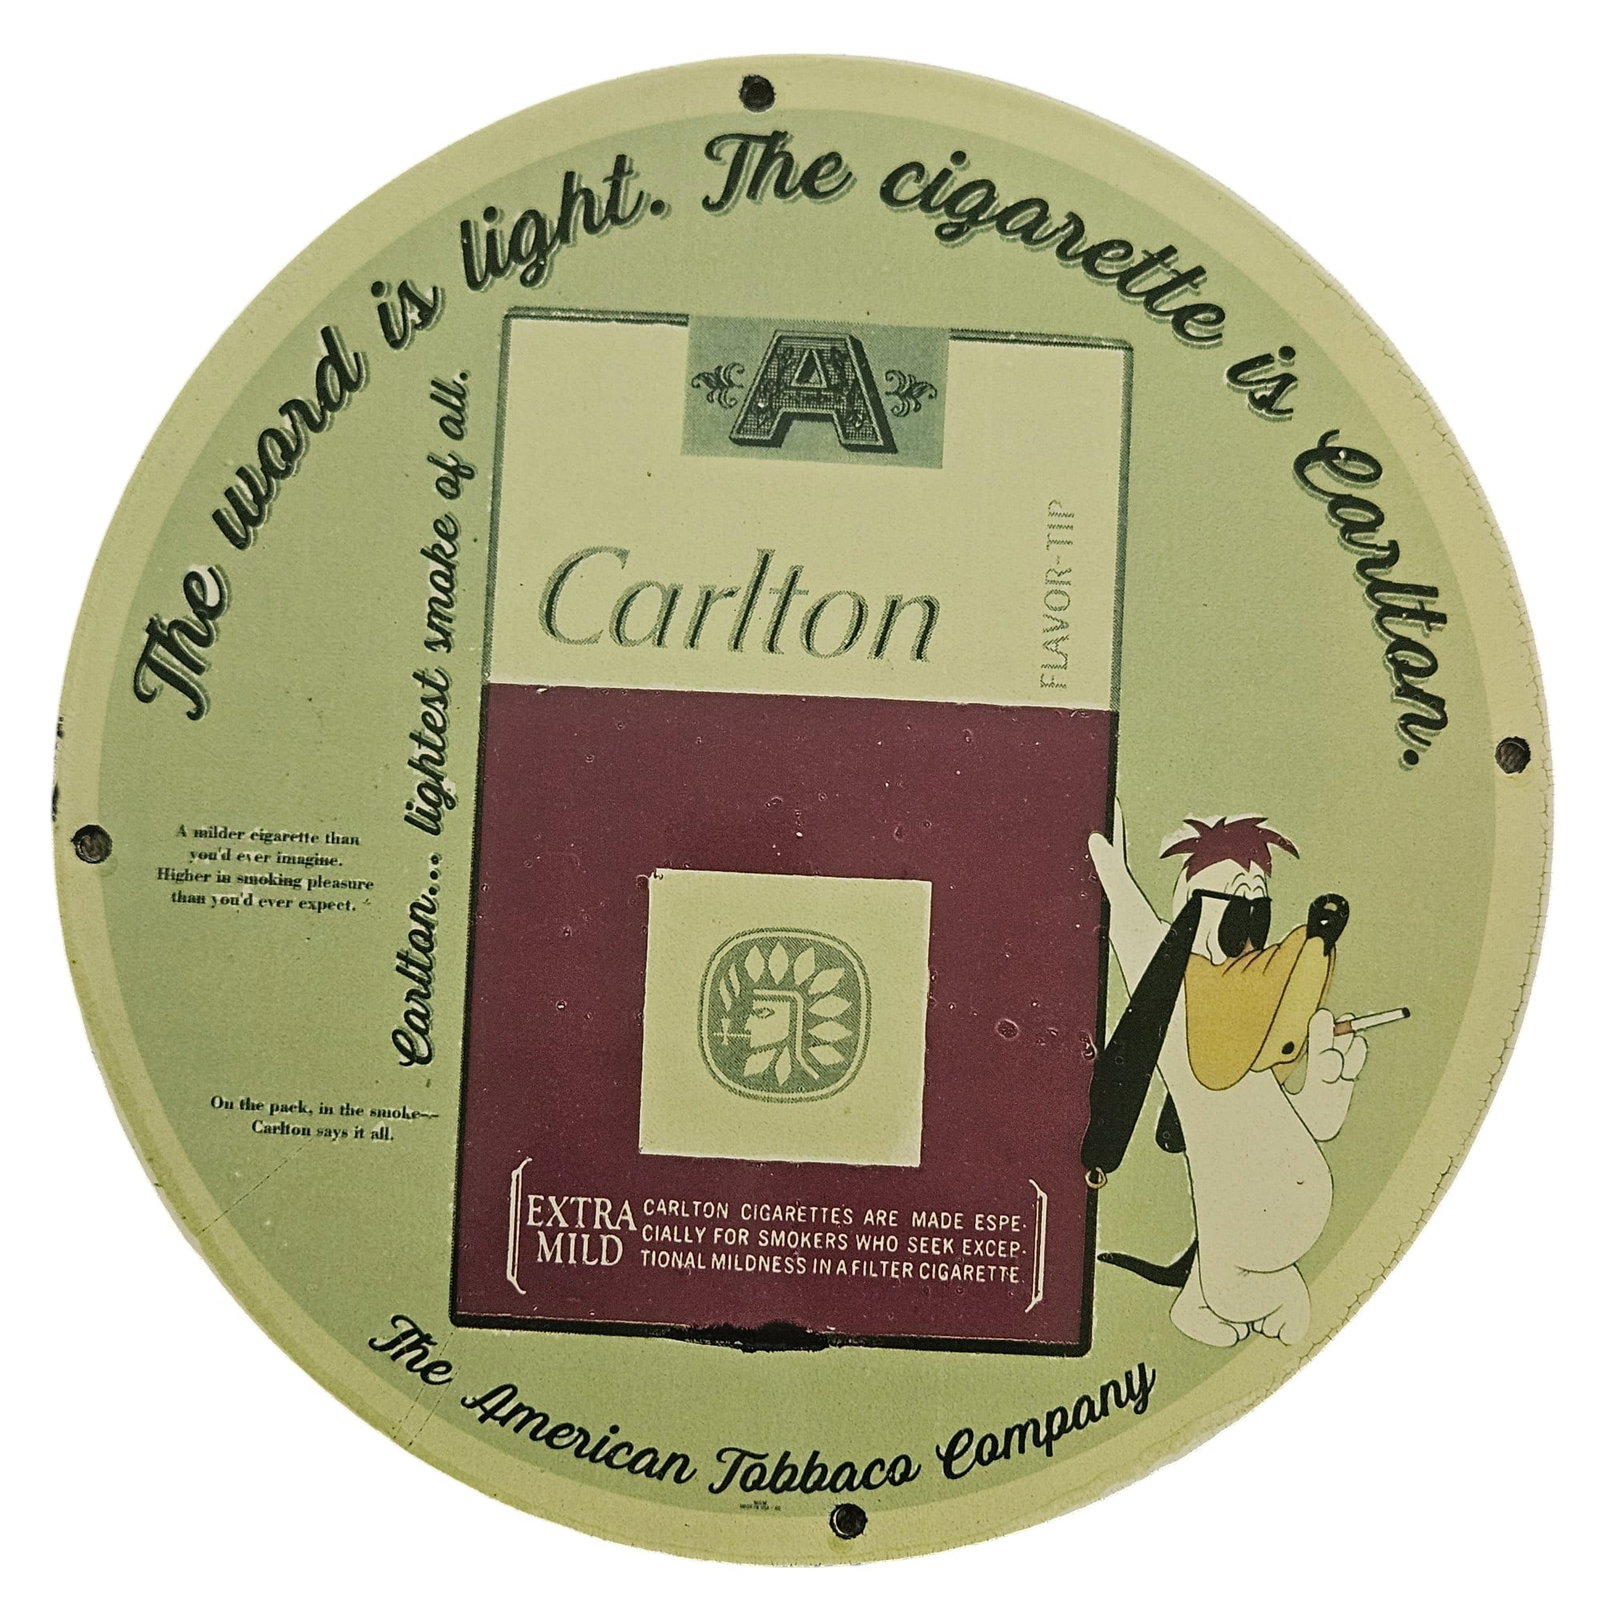 The word is light. The cigarette is Carlton.
Carlton... lightest smoke of all.
A
Carlton
FLAVOR-TIP
A milder cigarette than
you'd ever imagine.
Higher in smoking pleasure
than you'd ever expect.
On the pack, in the smoke—
Carlton says it all.
EXTRA
MILD
CARLTON CIGARETTES ARE MADE ESPE-
CIALLY FOR SMOKERS WHO SEEK EXCEP-
TIONAL MILDNESS IN A FILTER CIGARETTE.
The American Tobbaco Company